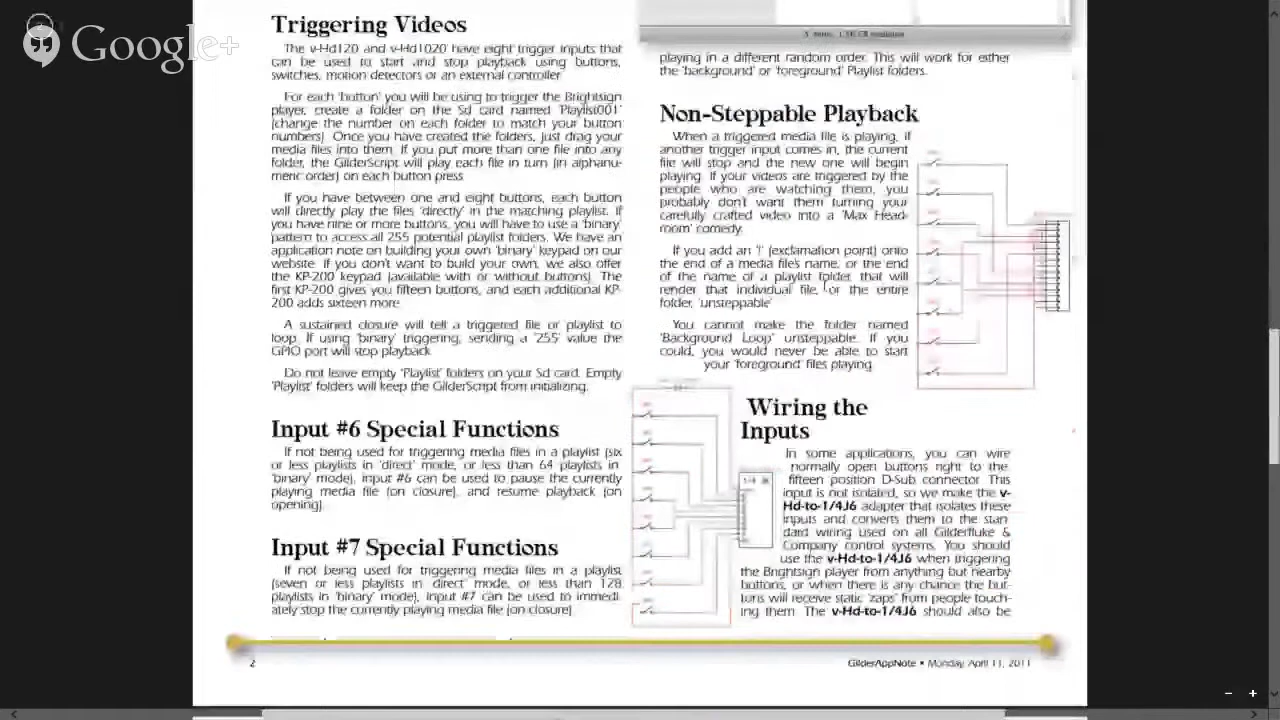 Google+
Triggering Videos
The v-Hd120 and v-Hd1020 have eight trigger inputs that
can be used to start and stop playback using buttons,
switches, motion detectors or an external controller
For each 'button' you will be using to trigger the Brightsign
player, create a folder on the Sd card named 'Playlist001'
(change the number on each folder to match your button
numbers). Once you have created the folders, just drag your
media files into them. If you put more than one file into any
folder, the GilderScript will play each file in turn (in alphanu-
meric order) on each button press
If you have between one and eight buttons, each button
will directly play the files 'directly' in the matching playlist. If
you have nine or more buttons, you will have to use a 'binary'
pattern to access all 255 potential playlist folders. We have an
application note on building your own 'binary' keypad on our
website. If you don't want to build your own, we also offer
the KP-200 keypad (available with or without buttons). The
first KP-200 gives you fifteen buttons, and each additional KP-
200 adds sixteen more
A sustained closure will tell a triggered file or playlist to
loop. If using 'binary' triggering, sending a '255' value the
GPIO port will stop playback
Do not leave empty 'Playlist' folders on your Sd card. Empty
'Playlist' folders will keep the GilderScript from initializing.
Input #6 Special Functions
If not being used for triggering media files in a playlist (six
or less playlists in 'direct' mode, or less than 64 playlists in
'binary' mode), input #6 can be used to pause the currently
playing media file (on closure), and resume playback (on
opening).
Input #7 Special Functions
If not being used for triggering media files in a playlist
(seven or less playlists in 'direct' mode, or less than 128
playlists in 'binary' mode), input #7 can be used to immedi-
ately stop the currently playing media file (on closure)
playing in a different random order. This will work for either
the 'background' or 'foreground' Playlist folders.
Non-Steppable Playback
When a triggered media file is playing, if
another trigger input comes in, the current
file will stop and the new one will begin
playing. If your videos are triggered by the
people who are watching them, you
probably don't want them turning your
carefully crafted video into a 'Max Head-
room' comedy.
If you add an '!' (exclamation point) onto
the end of a media file's name, or the end
of the name of a playlist folder, that will
render that individual file, or the entire
folder, 'unsteppable'
You cannot make the folder named
'Background Loop' unsteppable. If you
could, you would never be able to start
your 'foreground' files playing.
Wiring the
Inputs
In some applications, you can wire
normally open buttons right to the
fifteen position D-Sub connector. This
input is not isolated, so we make the v-
Hd-to-1/4J6 adapter that isolates these
inputs and converts them to the stan-
dard wiring used on all Gilderfluke &
Company control systems. You should
use the v-Hd-to-1/4J6 when triggering
the Brightsign player from anything but nearby
buttons, or when there is any chance the but-
tons will receive static 'zaps' from people touch-
ing them. The v-Hd-to-1/4J6 should also be
2
GilderAppNote • Monday, April 11, 2011